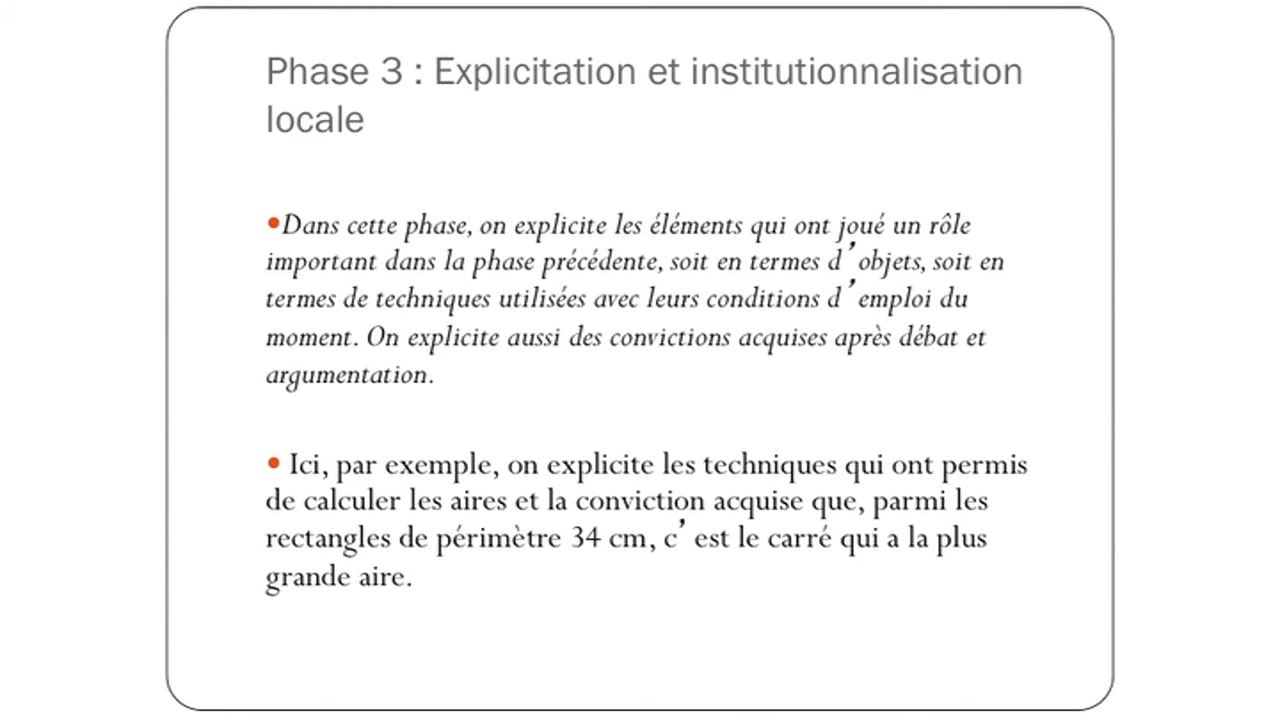 Phase 3 : Explicitation et institutionnalisation
locale
•Dans cette phase, on explicite les éléments qui ont joué un rôle
important dans la phase précédente, soit en termes d’objets, soit en
termes de techniques utilisées avec leurs conditions d’emploi du
moment. On explicite aussi des convictions acquises après débat et
argumentation.
• Ici, par exemple, on explicite les techniques qui ont permis
de calculer les aires et la conviction acquise que, parmi les
rectangles de périmètre 34 cm, c’ est le carré qui a la plus
grande aire.